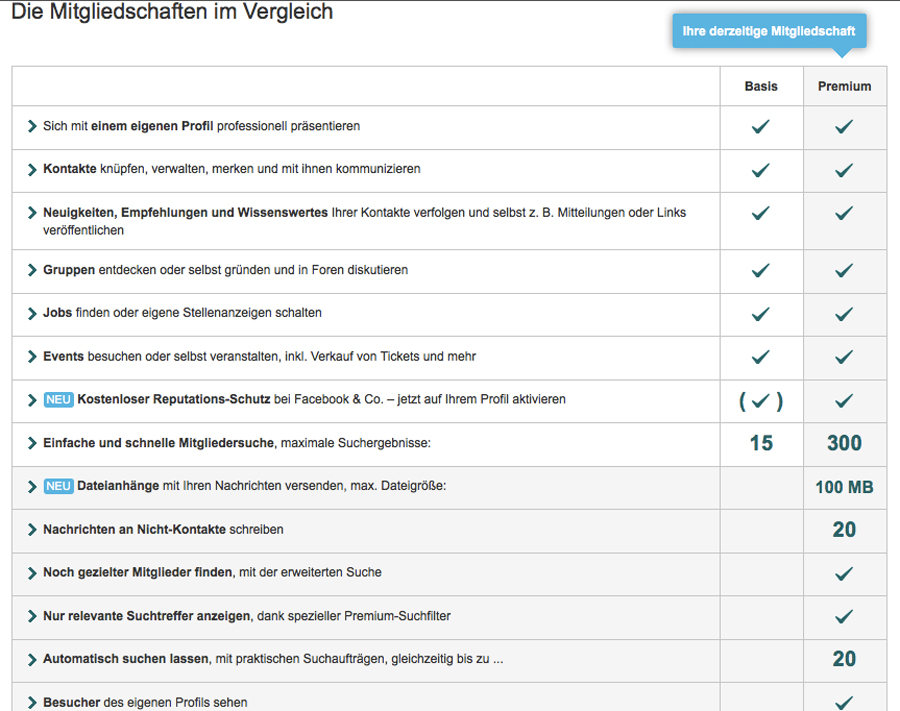 Die Mitgliedschaften im Vergleich
Ihre derzeitige Mitgliedschaft
Basis Premium
Sich mit einem eigenen Profil professionell präsentieren ✓ ✓
Kontakte knüpfen, verwalten, merken und mit ihnen kommunizieren ✓ ✓
Neuigkeiten, Empfehlungen und Wissenswertes Ihrer Kontakte verfolgen und selbst z. B. Mitteilungen oder Links ✓ ✓
veröffentlichen
Gruppen entdecken oder selbst gründen und in Foren diskutieren ✓ ✓
Jobs finden oder eigene Stellenanzeigen schalten ✓ ✓
Events besuchen oder selbst veranstalten, inkl. Verkauf von Tickets und mehr ✓ ✓
NEU Kostenloser Reputations-Schutz bei Facebook & Co. – jetzt auf Ihrem Profil aktivieren (✓) ✓
Einfache und schnelle Mitgliedersuche, maximale Suchergebnisse: 15 300
NEU Dateianhänge mit Ihren Nachrichten versenden, max. Dateigröße: 100 MB
Nachrichten an Nicht-Kontakte schreiben 20
Noch gezielter Mitglieder finden, mit der erweiterten Suche ✓
Nur relevante Suchtreffer anzeigen, dank spezieller Premium-Suchfilter ✓
Automatisch suchen lassen, mit praktischen Suchaufträgen, gleichzeitig bis zu ... 20
Besucher des eigenen Profils sehen ✓